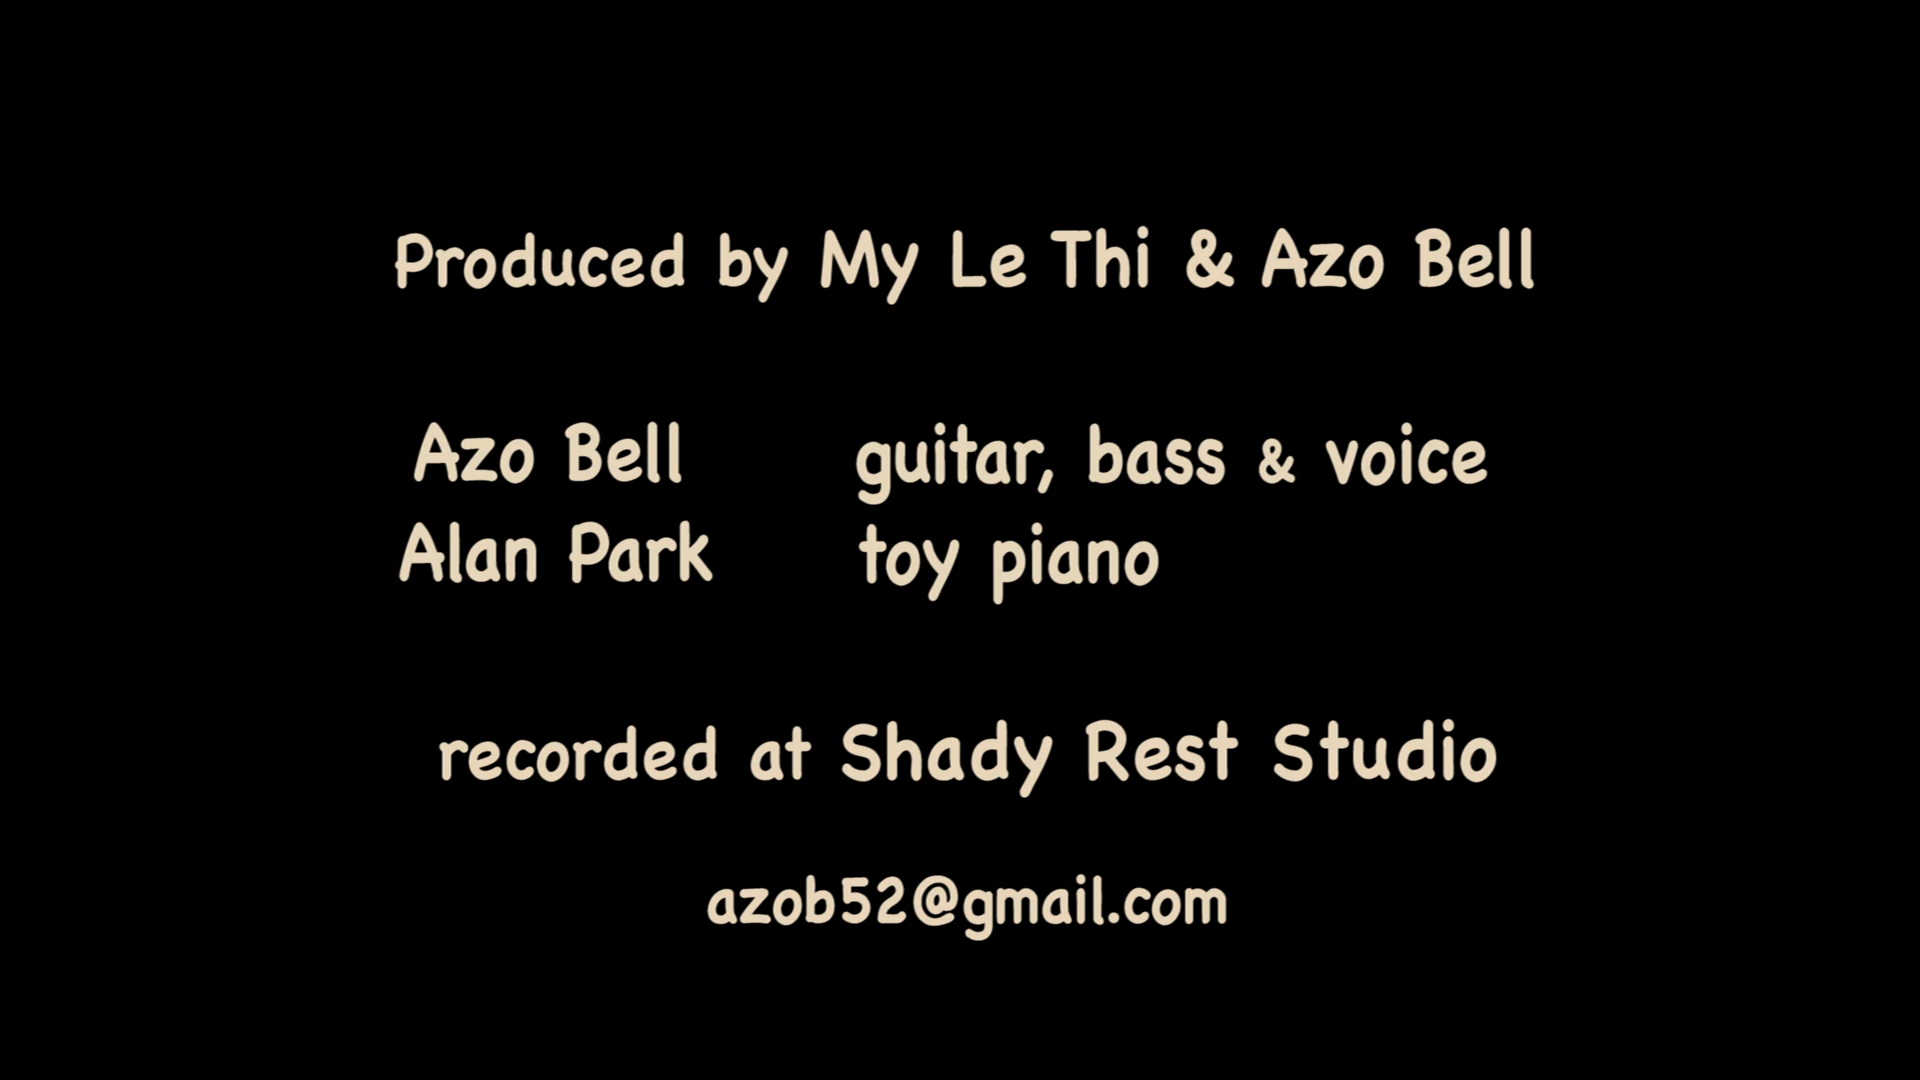 Produced by My Le Thi & Azo Bell
Azo Bell guitar, bass & voice
Alan Park toy piano
recorded at Shady Rest Studio
azob52@gmail.com